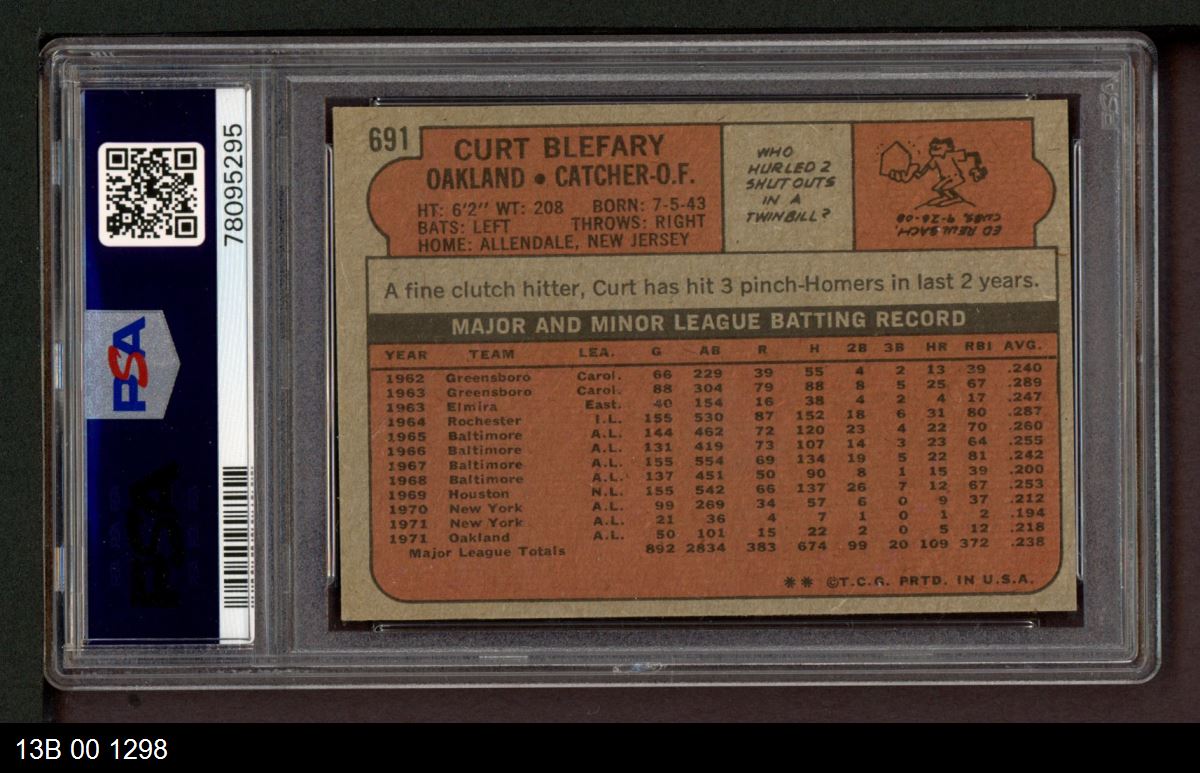 691
CURT BLEFARY
OAKLAND • CATCHER-O.F.
HT: 6'2" WT: 208 BORN: 7-5-43
BATS: LEFT THROWS: RIGHT
HOME: ALLENDALE, NEW JERSEY
WHO
HURLED 2
SHUTOUTS
IN A
TWINBILL?
ED REULBACH,
CUBS, 9-26-08
A fine clutch hitter, Curt has hit 3 pinch-Homers in last 2 years.
MAJOR AND MINOR LEAGUE BATTING RECORD
YEAR TEAM LEA. G AB R H 2B 3B HR RBI AVG.
1962 Greensboro Carol. 66 229 39 55 4 2 13 39 .240
1963 Greensboro Carol. 88 304 79 88 8 5 25 67 .289
1963 Elmira East. 40 154 16 38 4 2 4 17 .247
1964 Rochester I.L. 155 530 87 152 18 6 31 80 .287
1965 Baltimore A.L. 144 462 72 120 23 4 22 70 .260
1966 Baltimore A.L. 131 419 73 107 14 3 23 64 .255
1967 Baltimore A.L. 155 554 69 134 19 5 22 81 .242
1968 Baltimore A.L. 137 451 50 90 8 1 15 39 .200
1969 Houston N.L. 155 542 66 137 26 7 12 67 .253
1970 New York A.L. 99 269 34 57 6 0 9 37 .212
1971 New York A.L. 21 36 4 7 1 0 1 2 .194
1971 Oakland A.L. 50 101 15 22 2 0 5 12 .218
Major League Totals 892 2834 383 674 99 20 109 372 .238
** ©T.C.G. PRTD. IN U.S.A.
78095295
PSA
PSA
PSA
13B 00 1298